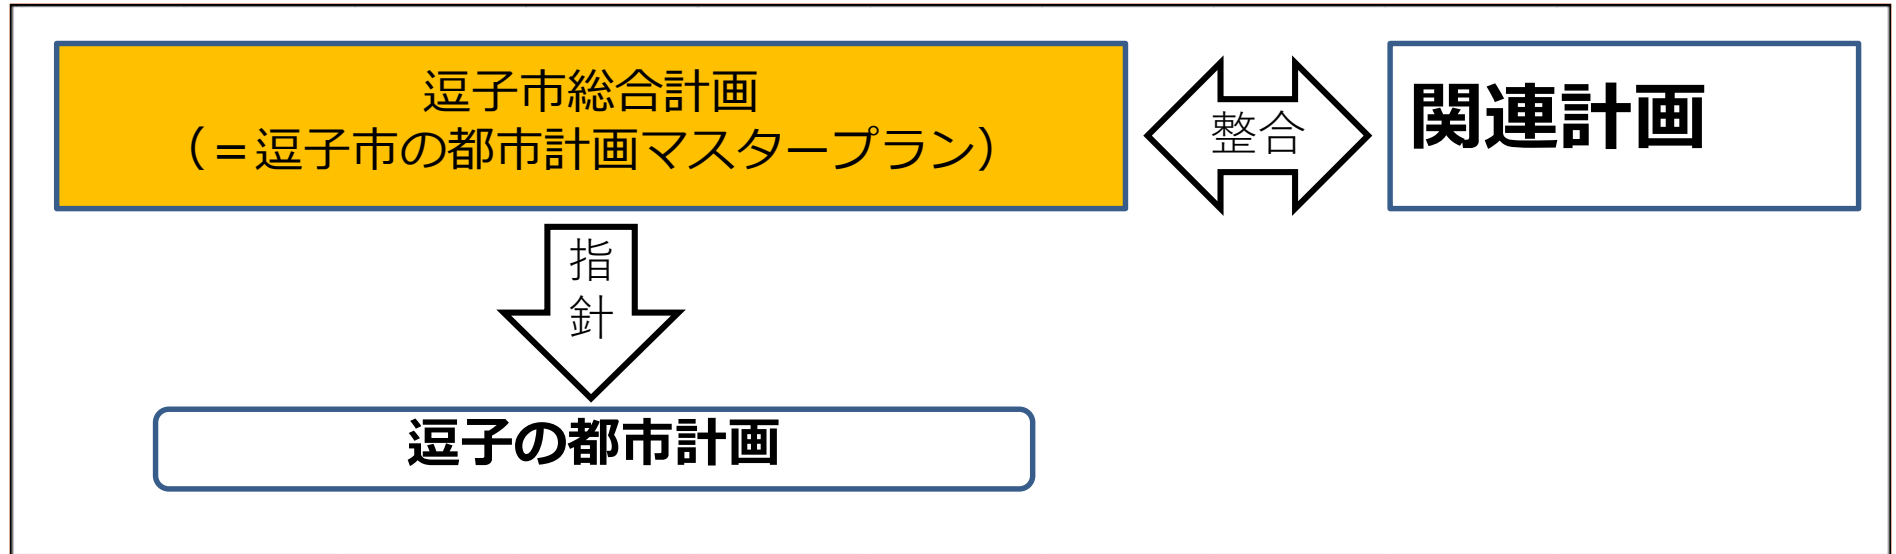 逗子市総合計画
（＝逗子市の都市計画マスタープラン）
整合
関連計画
指
針
逗子の都市計画